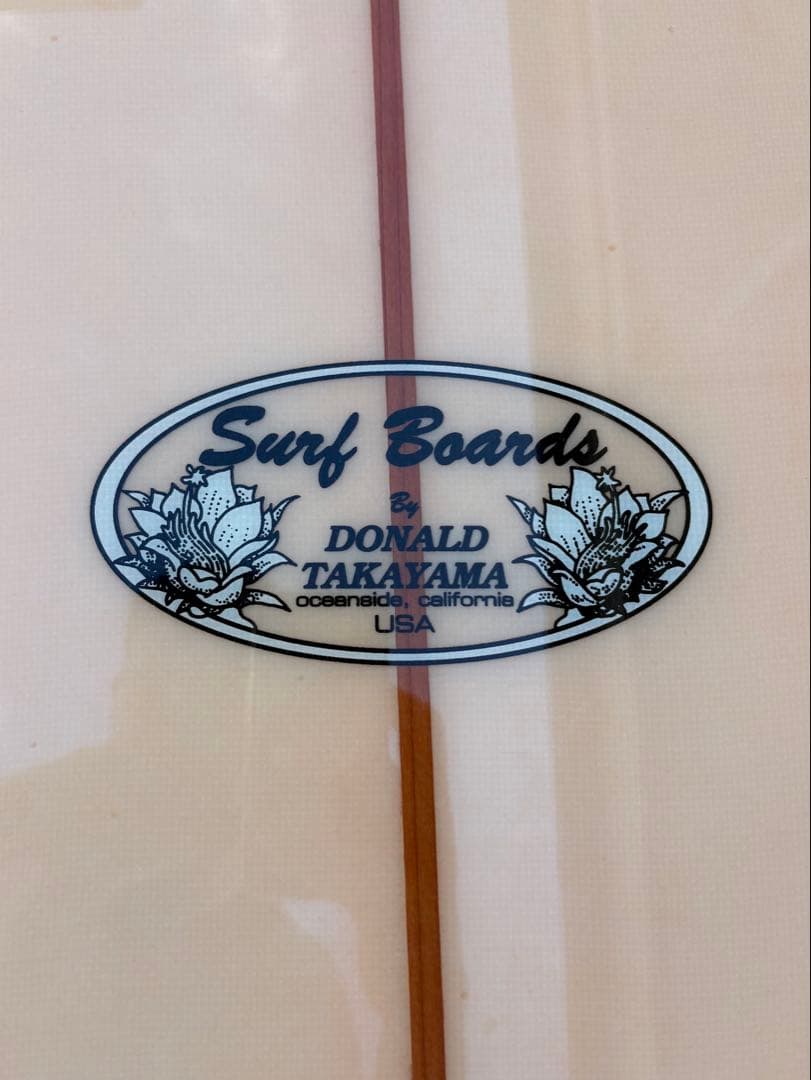 Surf Boards
By
DONALD
TAKAYAMA
oceanside, california
USA